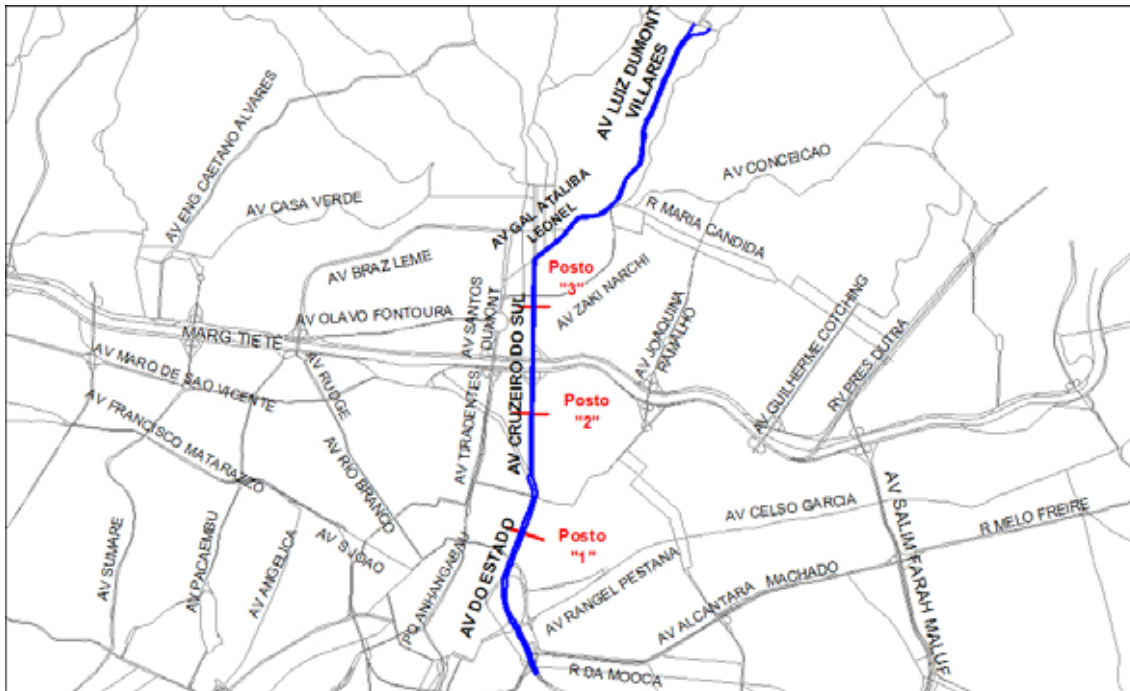 AV LUIZ DUMONT
VILLARES
AV ENG CAETANO ALVARES
AV CONCEICAO
AV CASA VERDE
AV GAL ATALIBA
LEONEL
R MARIA CANDIDA
AV BRAZ LEME
Posto
"3"
AV ZAKI NARCHI
AV OLAVO FONTOURA
AV SANTOS
DUMONT
MARG TIETE
AV CRUZEIRO DO SUL
AV JOAQUINA
RAMALHO
AV GUILHERME COTCHING
RV PRES DUTRA
AV MARQ DE SAO VICENTE
AV RUDGE
AV TIRADENTES
Posto
"2"
AV FRANCISCO MATARAZZO
AV RIO BRANCO
AV CELSO GARCIA
AV SALIM FARAH MALUF
R MELO FREIRE
AV SUMARE
AV PACAEMBU
AV ANGELICA
AV S JOAO
PQ ANHANGABAU
AV DO ESTADO
Posto
"1"
AV RANGEL PESTANA
AV ALCANTARA MACHADO
R DA MOOCA